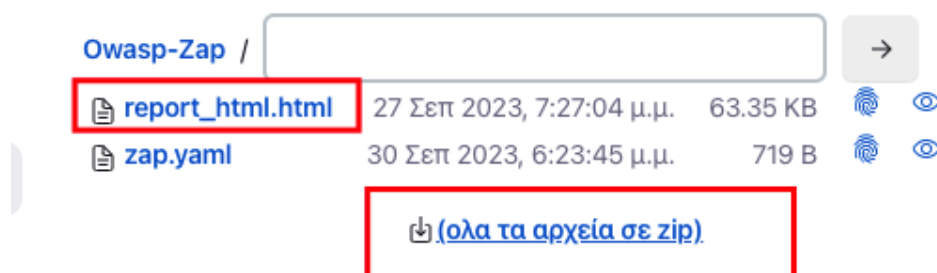 Owasp-Zap /
report_html.html 27 Σεπ 2023, 7:27:04 μ.μ. 63.35 KB
zap.yaml 30 Σεπ 2023, 6:23:45 μ.μ. 719 B
(ολα τα αρχεία σε zip)